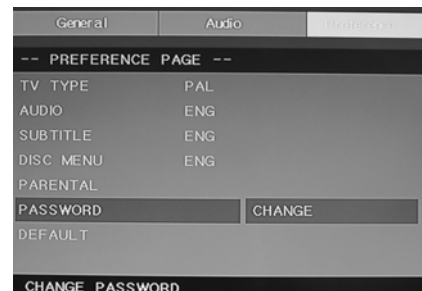 General Audio Preference
-- PREFERENCE PAGE --
TV TYPE PAL
AUDIO ENG
SUBTITLE ENG
DISC MENU ENG
PARENTAL
PASSWORD CHANGE
DEFAULT
CHANGE PASSWORD